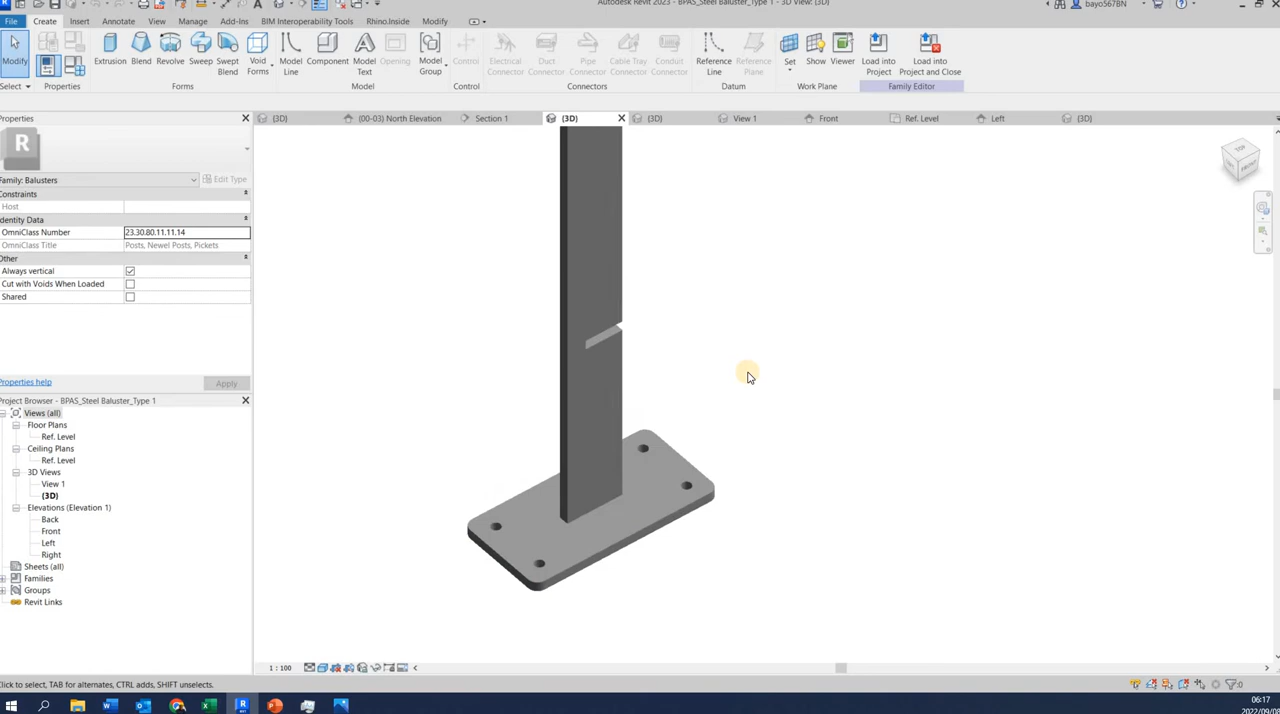 Autodesk Revit 2023 - BPAS_Steel Baluster_Type 1 - 3D View: {3D}
bayo567BN
File Create Insert Annotate View Manage Add-Ins BIM Interoperability Tools Rhino.Inside Modify
Modify Extrusion Blend Revolve Sweep Swept Blend Void Forms Model Line Component Model Text Opening Model Group Control Electrical Connector Duct Connector Pipe Connector Cable Tray Connector Conduit Connector Reference Line Reference Plane Set Show Viewer Load into Project Load into Project and Close
Select Properties Forms Model Control Connectors Datum Work Plane Family Editor
Properties
{3D} (00-03) North Elevation Section 1 {3D} {3D} View 1 Front Ref. Level Left {3D}
R
Family: Balusters Edit Type
Constraints
Host
Identity Data
OmniClass Number 23.30.80.11.11.14
OmniClass Title Posts, Newel Posts, Pickets
Other
Always vertical
Cut with Voids When Loaded
Shared
Properties help Apply
Project Browser - BPAS_Steel Baluster_Type 1
Views (all)
Floor Plans
Ref. Level
Ceiling Plans
Ref. Level
3D Views
View 1
{3D}
Elevations (Elevation 1)
Back
Front
Left
Right
Sheets (all)
Families
Groups
Revit Links
TOP
FRONT
1 : 100
Click to select, TAB for alternates, CTRL adds, SHIFT unselects.
:0
06:17
2022/09/08